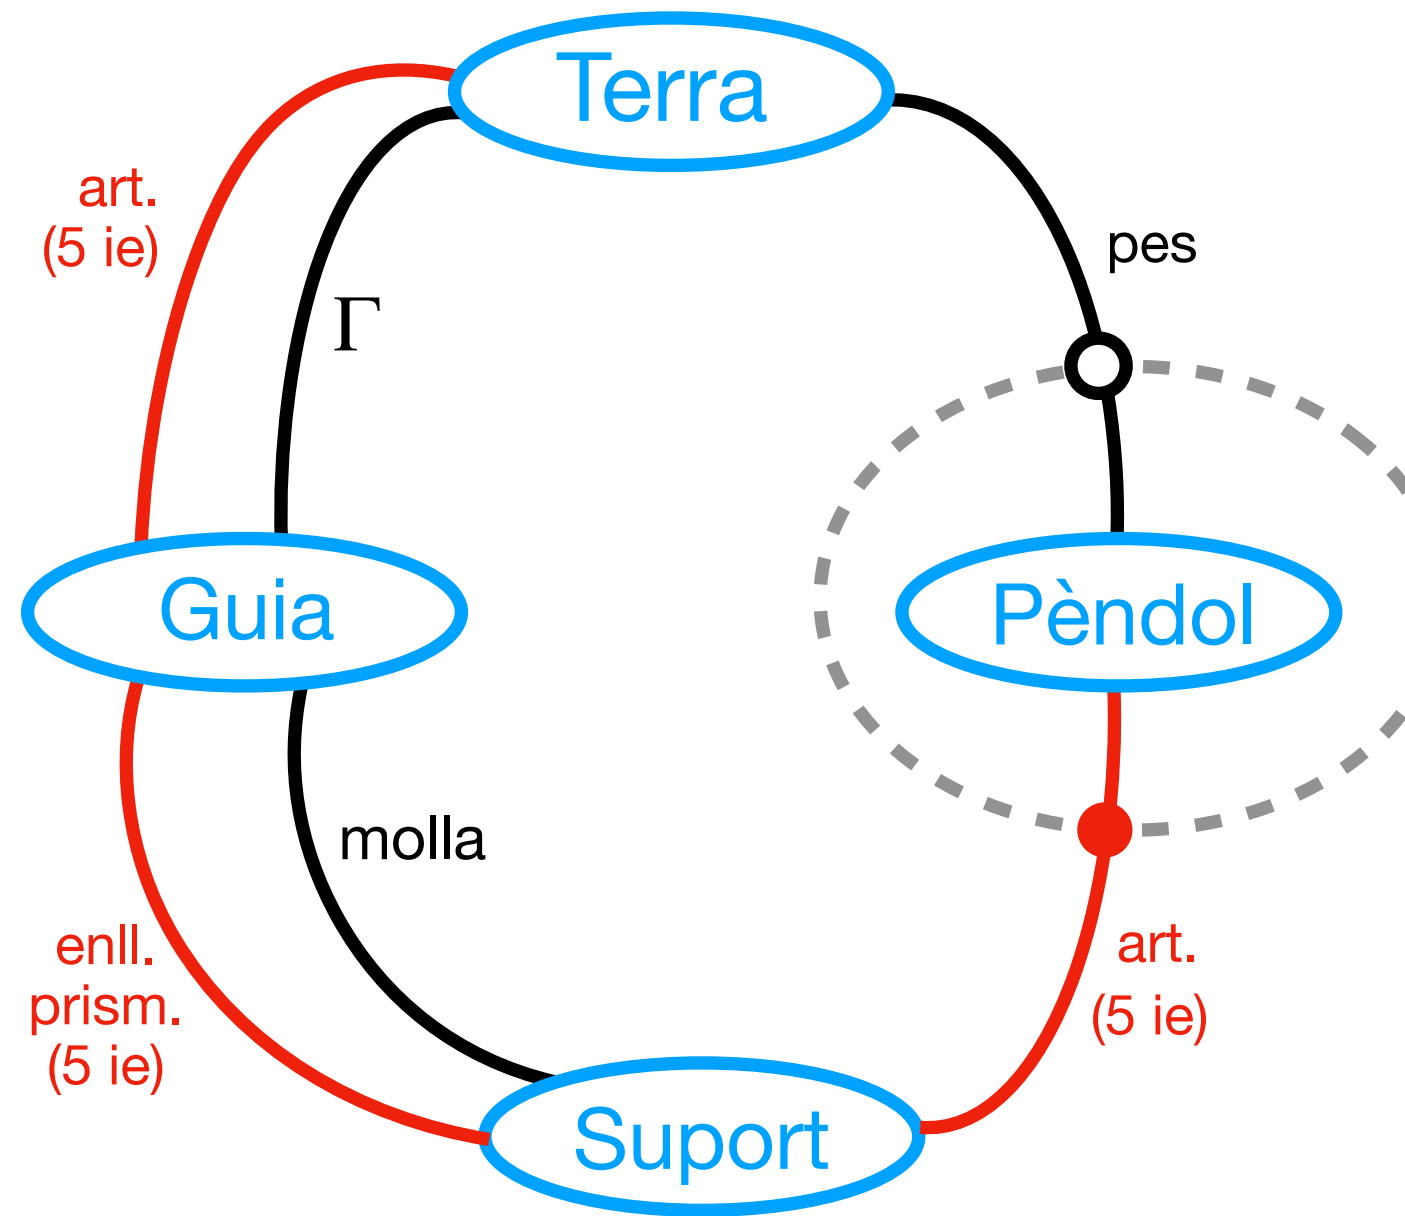 Terra
art.
(5 ie)
pes
Γ
Guia
Pèndol
molla
enll.
prism.
(5 ie)
art.
(5 ie)
Suport